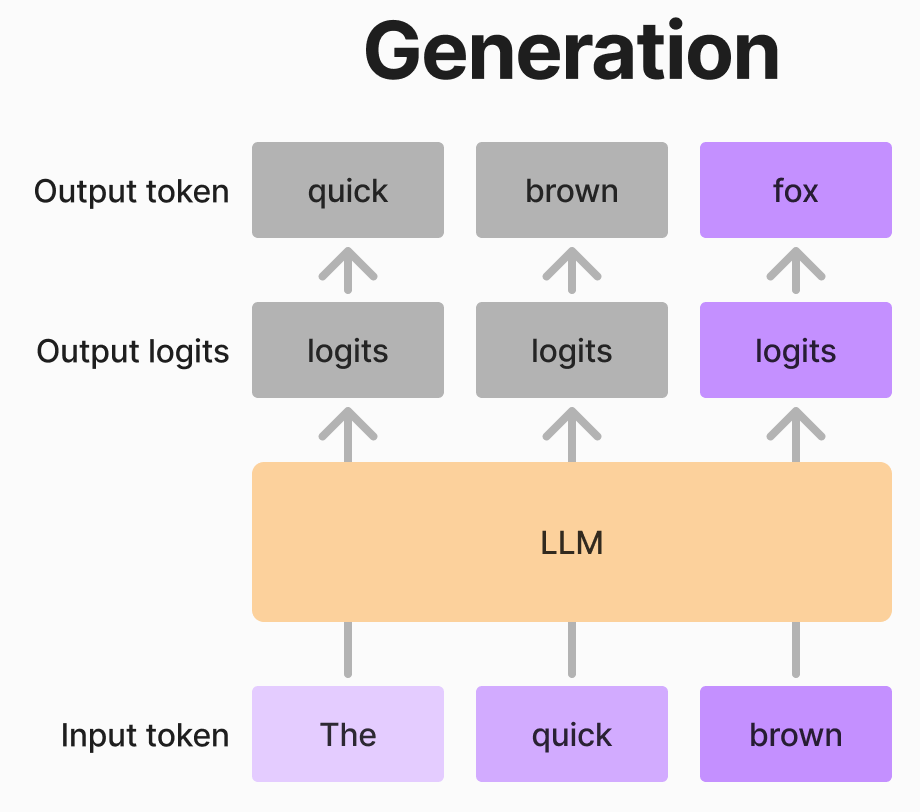 Generation
Output token quick brown fox
Output logits logits logits logits
LLM
Input token The quick brown